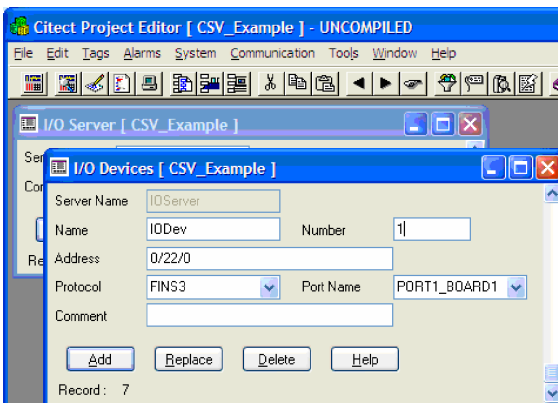 Citect Project Editor [ CSV_Example ] - UNCOMPILED
File Edit Tags Alarms System Communication Tools Window Help
I/O Server [ CSV_Example ]
I/O Devices [ CSV_Example ]
Server Name IOServer
Name IODev Number 1
Address 0/22/0
Protocol FINS3 Port Name PORT1_BOARD1
Comment
Add Replace Delete Help
Record : 7